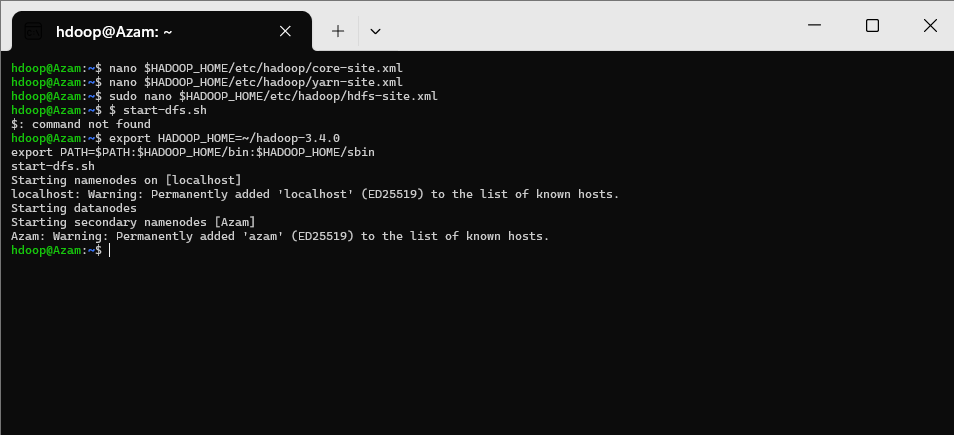 hdoop@Azam: ~
hdoop@Azam:~$ nano $HADOOP_HOME/etc/hadoop/core-site.xml
hdoop@Azam:~$ nano $HADOOP_HOME/etc/hadoop/yarn-site.xml
hdoop@Azam:~$ sudo nano $HADOOP_HOME/etc/hadoop/hdfs-site.xml
hdoop@Azam:~$ $ start-dfs.sh
$: command not found
hdoop@Azam:~$ export HADOOP_HOME=~/hadoop-3.4.0
export PATH=$PATH:$HADOOP_HOME/bin:$HADOOP_HOME/sbin
start-dfs.sh
Starting namenodes on [localhost]
localhost: Warning: Permanently added 'localhost' (ED25519) to the list of known hosts.
Starting datanodes
Starting secondary namenodes [Azam]
Azam: Warning: Permanently added 'azam' (ED25519) to the list of known hosts.
hdoop@Azam:~$